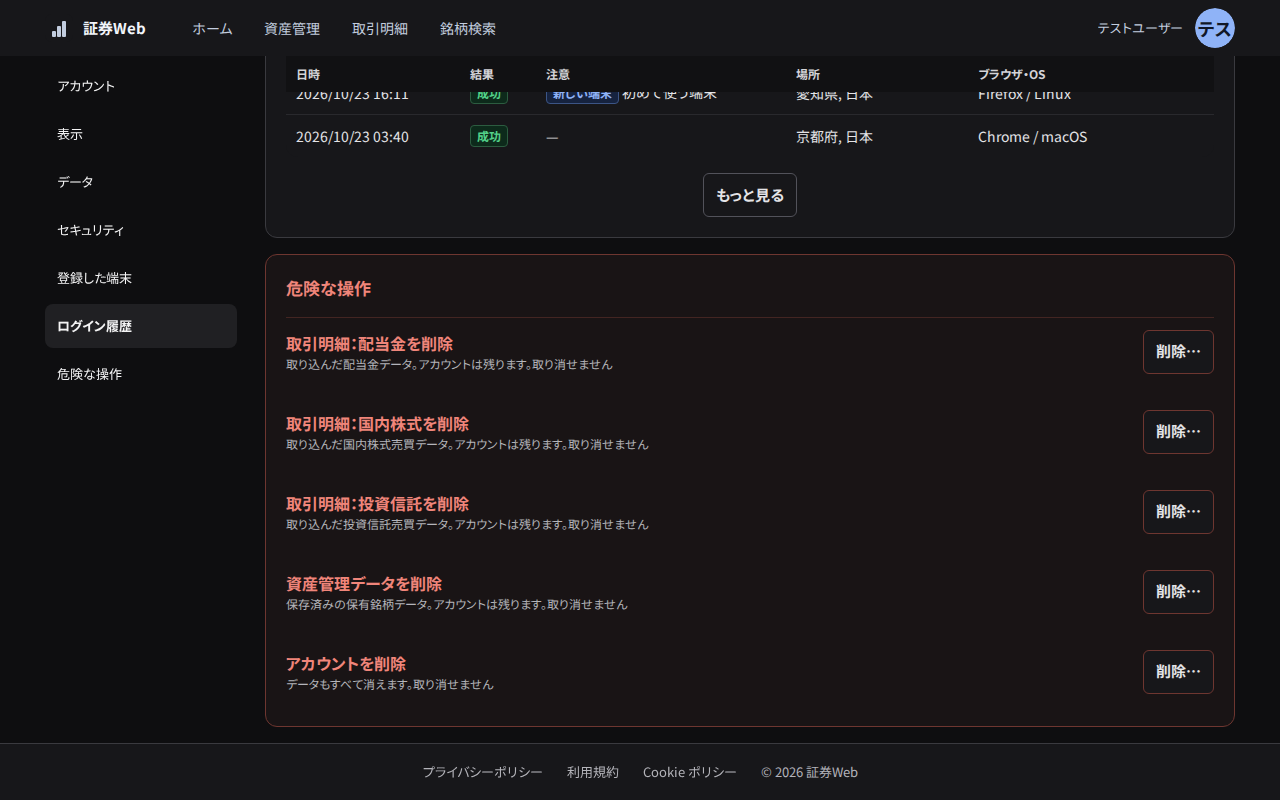 証券Web ホーム 資産管理 取引明細 銘柄検索 テストユーザー テス
アカウント
表示
データ
セキュリティ
登録した端末
ログイン履歴
危険な操作
日時 結果 注意 場所 ブラウザ・OS
2026/10/23 16:11 成功 新しい端末 初めて使う端末 愛知県, 日本 Firefox / Linux
2026/10/23 03:40 成功 — 京都府, 日本 Chrome / macOS
もっと見る
危険な操作
取引明細：配当金を削除
取り込んだ配当金データ。アカウントは残ります。取り消せません
削除…
取引明細：国内株式を削除
取り込んだ国内株式売買データ。アカウントは残ります。取り消せません
削除…
取引明細：投資信託を削除
取り込んだ投資信託売買データ。アカウントは残ります。取り消せません
削除…
資産管理データを削除
保存済みの保有銘柄データ。アカウントは残ります。取り消せません
削除…
アカウントを削除
データもすべて消えます。取り消せません
削除…
プライバシーポリシー 利用規約 Cookie ポリシー © 2026 証券Web